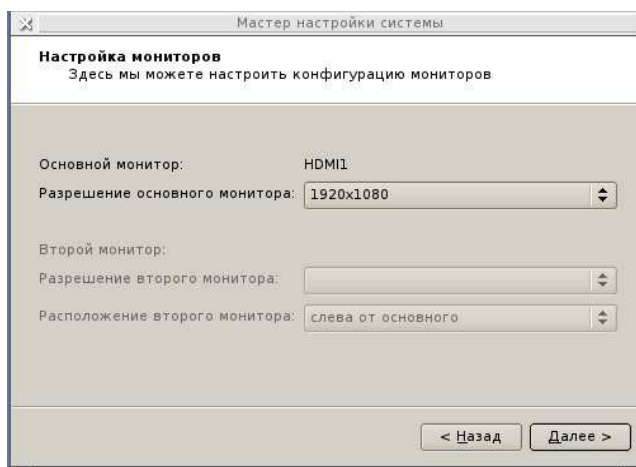 Мастер настройки системы
Настройка мониторов
Здесь мы можете настроить конфигурацию мониторов
Основной монитор: HDMI1
Разрешение основного монитора: 1920x1080
Второй монитор:
Разрешение второго монитора:
Расположение второго монитора: слева от основного
< Назад Далее >